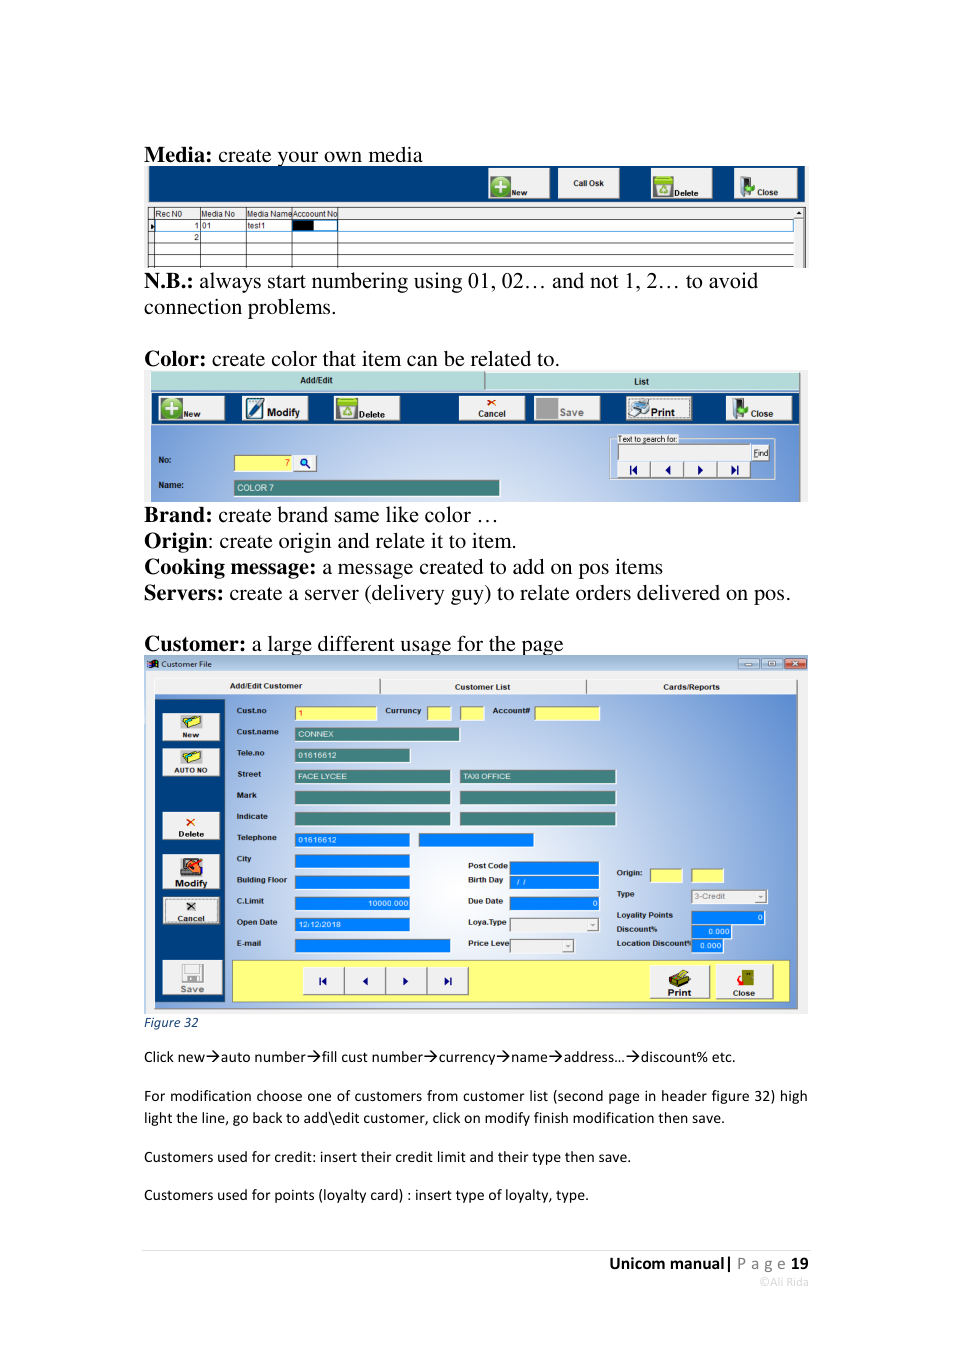 Media: create your own media
New Call Osk Delete Close
Rec N0 Media No Media Name Accoount No
1 01 test1
2
N.B.: always start numbering using 01, 02… and not 1, 2… to avoid
connection problems.
Color: create color that item can be related to.
Add/Edit List
New Modify Delete Cancel Save Print Close
Text to search for:
Find
No: 7
Name: COLOR 7
Brand: create brand same like color …
Origin: create origin and relate it to item.
Cooking message: a message created to add on pos items
Servers: create a server (delivery guy) to relate orders delivered on pos.
Customer: a large different usage for the page
Customer File
Add/Edit Customer Customer List Cards/Reports
New
AUTO NO
Delete
Modify
Cancel
Save
Cust.no 1 Curruncy Account#
Cust.name CONNEX
Tele.no 01616612
Street FACE LYCEE TAXI OFFICE
Mark
Indicate
Telephone 01616612
City
Post Code
Origin:
Bulding Floor
Birth Day / /
Type 3-Credit
C.Limit 10000.000
Due Date 0
Loyality Points 0
Open Date 12/12/2018
Loya.Type
Discount% 0.000
E-mail
Price Leve
Location Discount% 0.000
Print Close
Figure 32
Click new→auto number→fill cust number→currency→name→address…→discount% etc.
For modification choose one of customers from customer list (second page in header figure 32) high
light the line, go back to add\edit customer, click on modify finish modification then save.
Customers used for credit: insert their credit limit and their type then save.
Customers used for points (loyalty card) : insert type of loyalty, type.
Unicom manual| P a g e 19
©Ali Rida